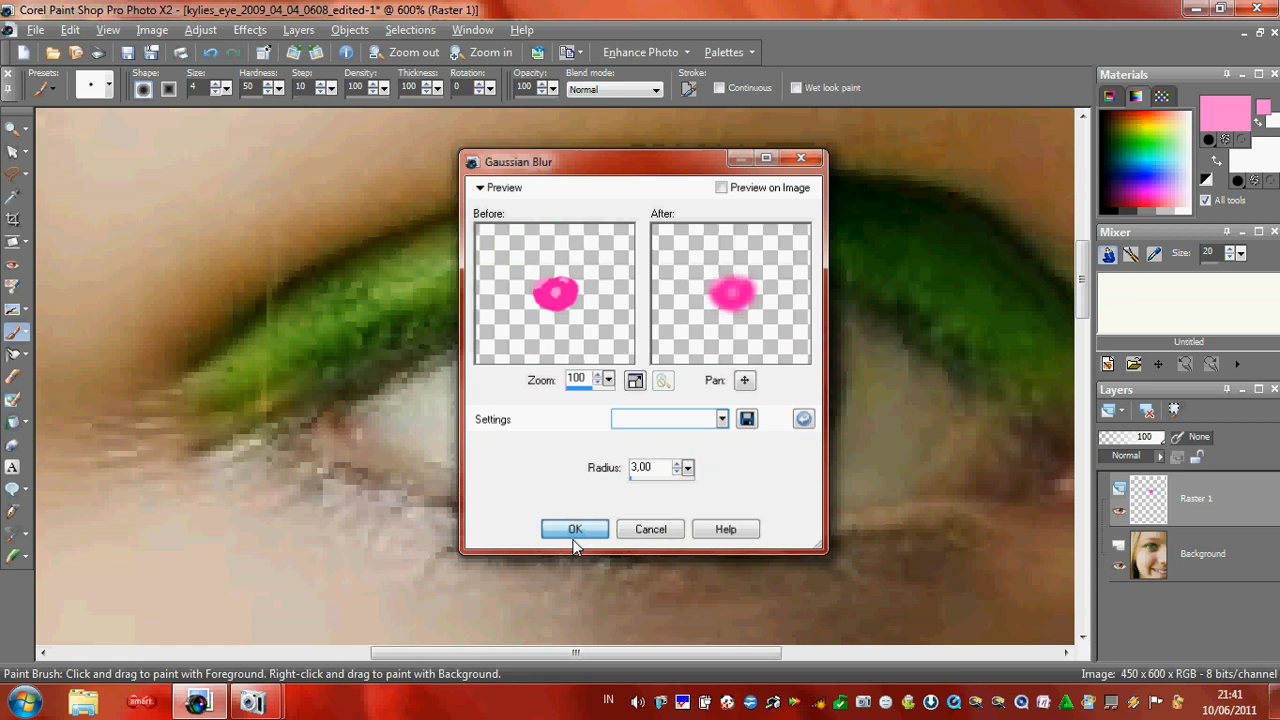 Corel Paint Shop Pro Photo X2 - [kylies_eye_2009_04_04_0608_edited-1* @ 600% (Raster 1)]
File Edit View Image Adjust Effects Layers Objects Selections Window Help
Zoom out Zoom in Enhance Photo Palettes
Presets: Shape: Size: Hardness: Step: Density: Thickness: Rotation: Opacity: Blend mode: Stroke:
4 50 10 100 100 0 100 Normal Continuous Wet look paint
Materials
All tools
Mixer
Size: 20
Untitled
Layers
100 None
Normal
Raster 1
Background
Gaussian Blur
Preview Preview on Image
Before: After:
Zoom: 100 Pan:
Settings
Radius: 3,00
OK Cancel Help
Paint Brush: Click and drag to paint with Foreground. Right-click and drag to paint with Background.
Image: 450 x 600 x RGB - 8 bits/channel
smart
IN
21:41
10/06/2011